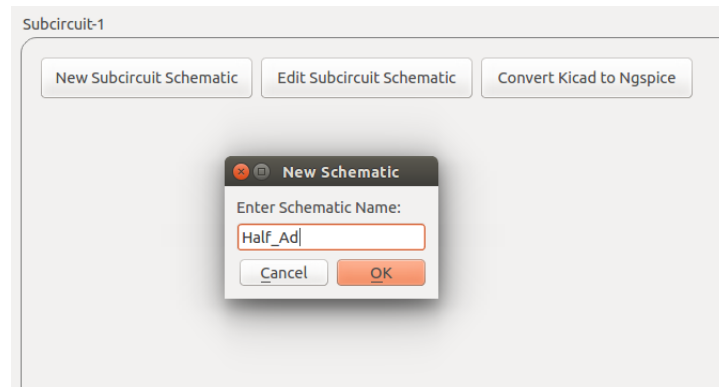 Subcircuit-1
New Subcircuit Schematic Edit Subcircuit Schematic Convert Kicad to Ngspice
New Schematic
Enter Schematic Name:
Half_Ad
Cancel OK